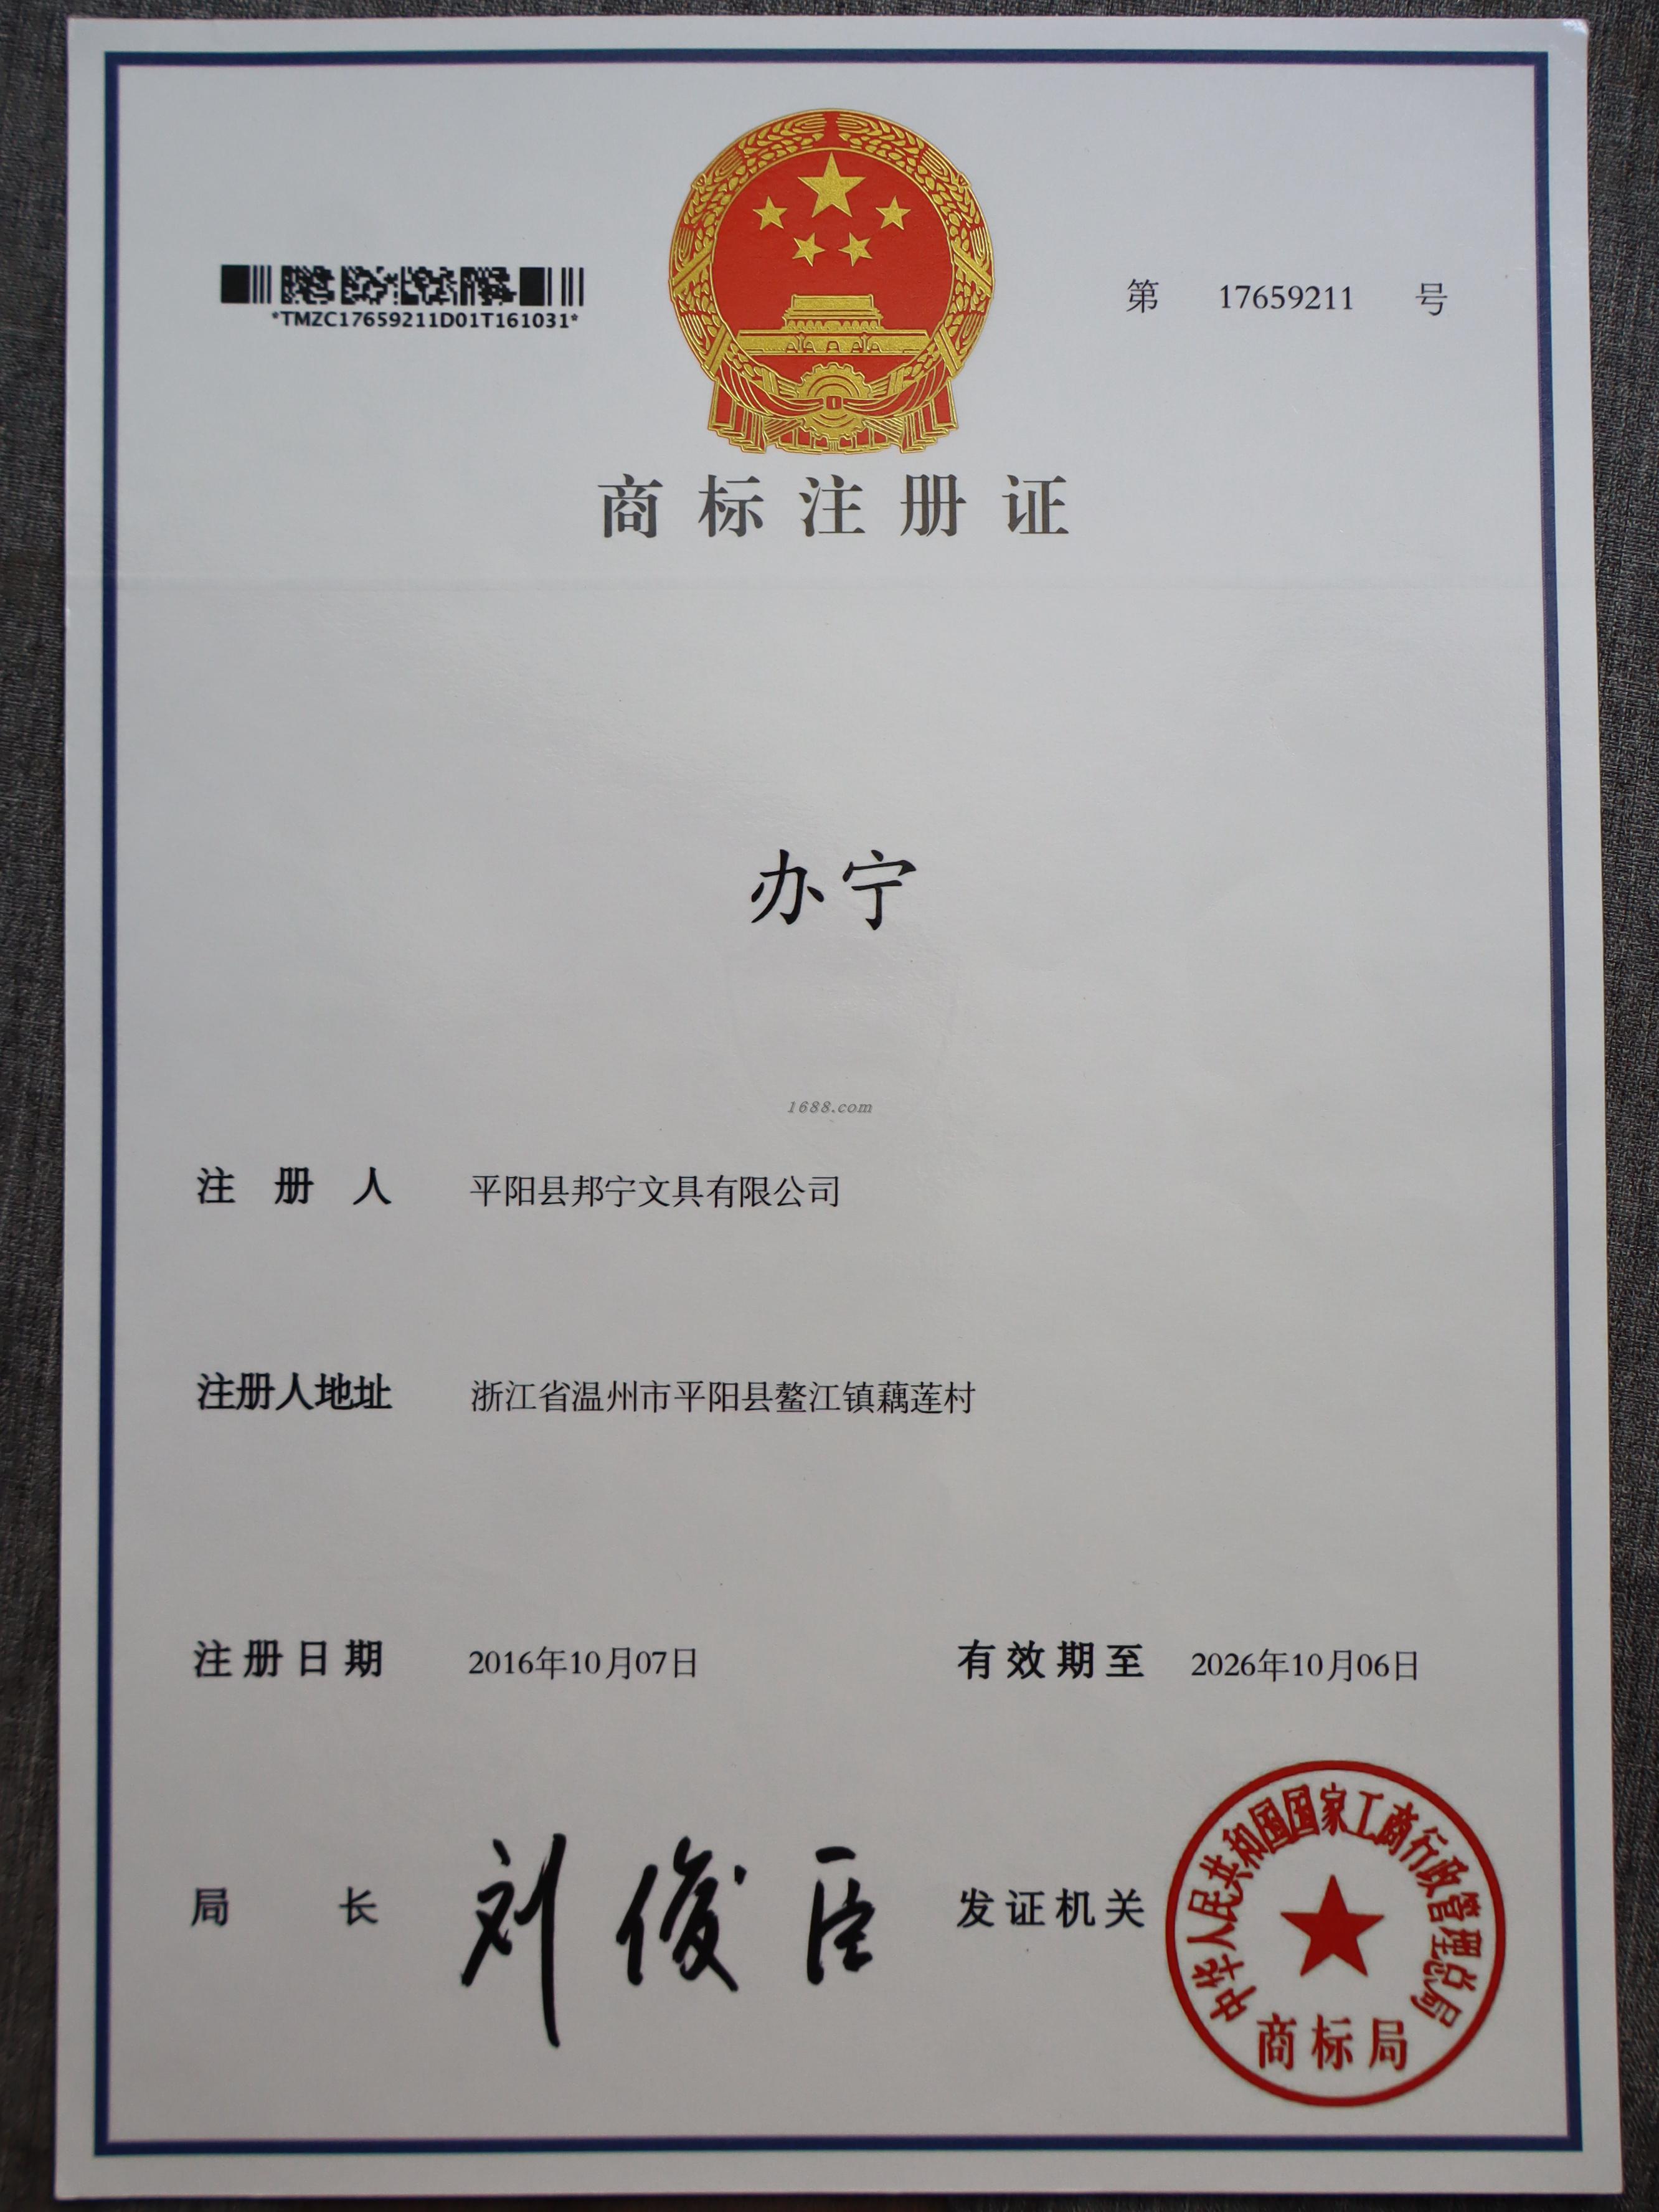 *TMZC17659211D01T161031*
第 17659211 号
商标注册证
办宁
1688.com
注册人 平阳县邦宁文具有限公司
注册人地址 浙江省温州市平阳县鳌江镇藕莲村
注册日期 2016年10月07日 有效期至 2026年10月06日
局长 刘俊臣 发证机关
中华人民共和国国家工商行政管理总局
商标局